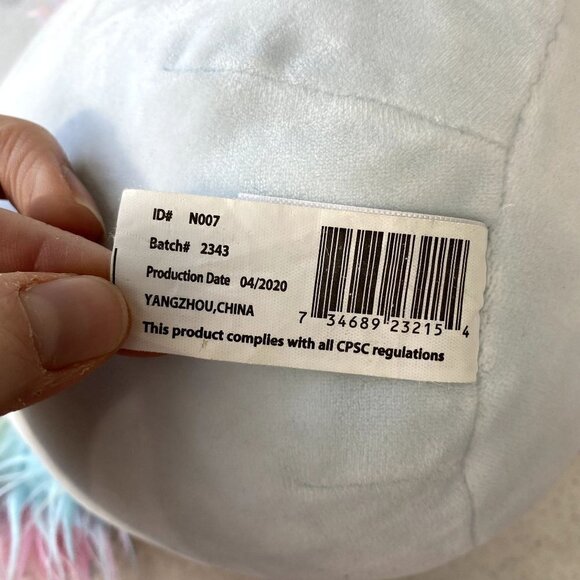 ID# N007
Batch# 2343
Production Date 04/2020
YANGZHOU,CHINA
7 34689 23215 4
This product complies with all CPSC regulations